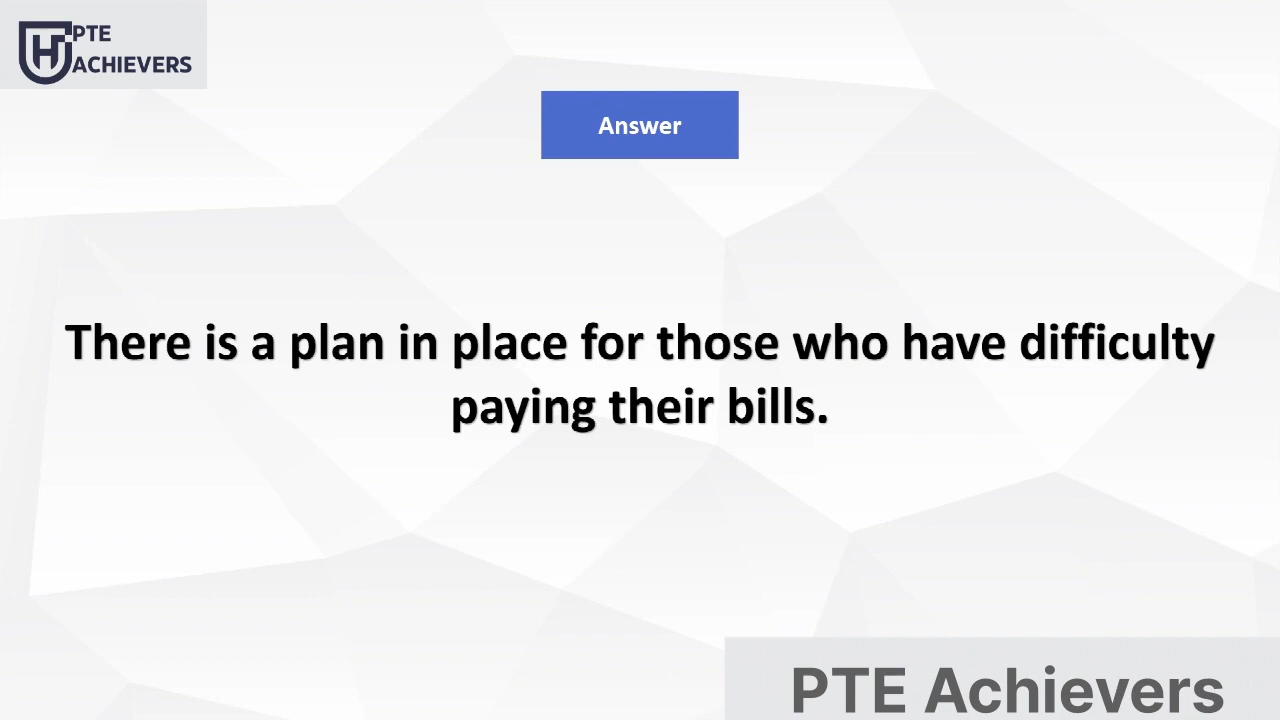 PTE
ACHIEVERS
Answer
There is a plan in place for those who have difficulty
paying their bills.
PTE Achievers